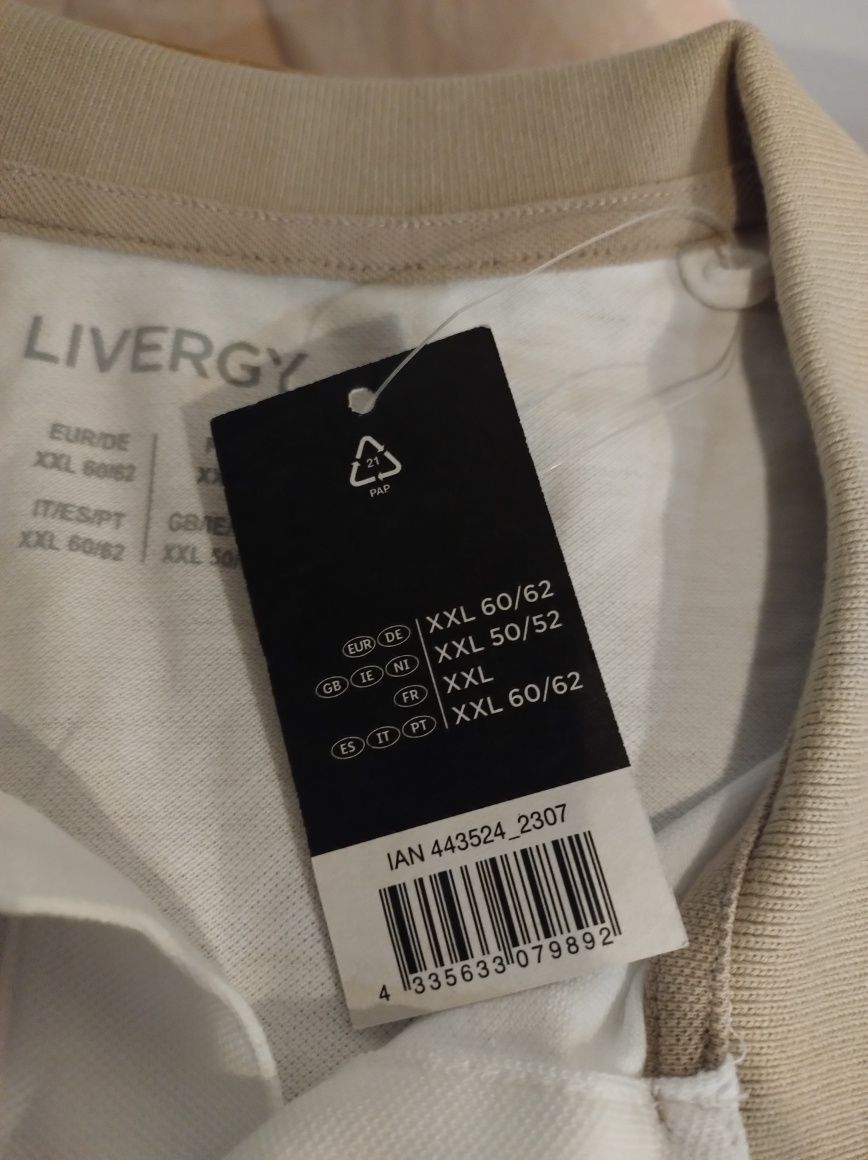 LIVERGY
EUR/DE
XXL 60/62
IT/ES/PT
XXL 60/62
XXL
21
PAP
EUR DE XXL 60/62
GB IE NI XXL 50/52
FR XXL
ES IT PT XXL 60/62
IAN 443524_2307
4 335633 079892